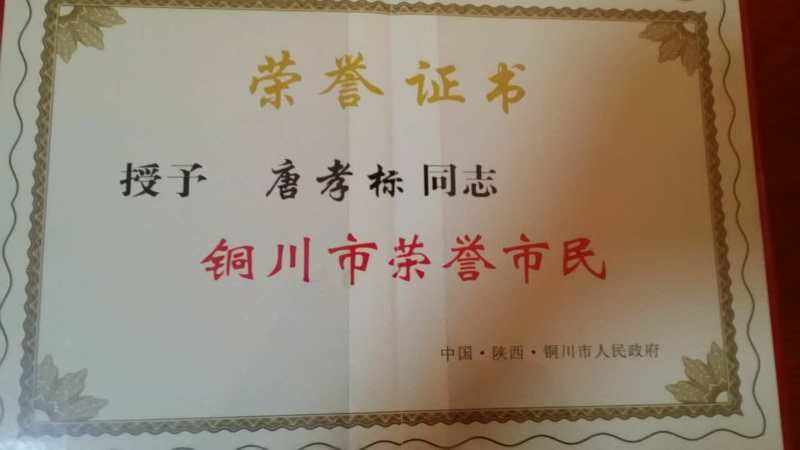 荣誉证书
授予 唐孝标同志
铜川市荣誉市民
中国·陕西·铜川市人民政府